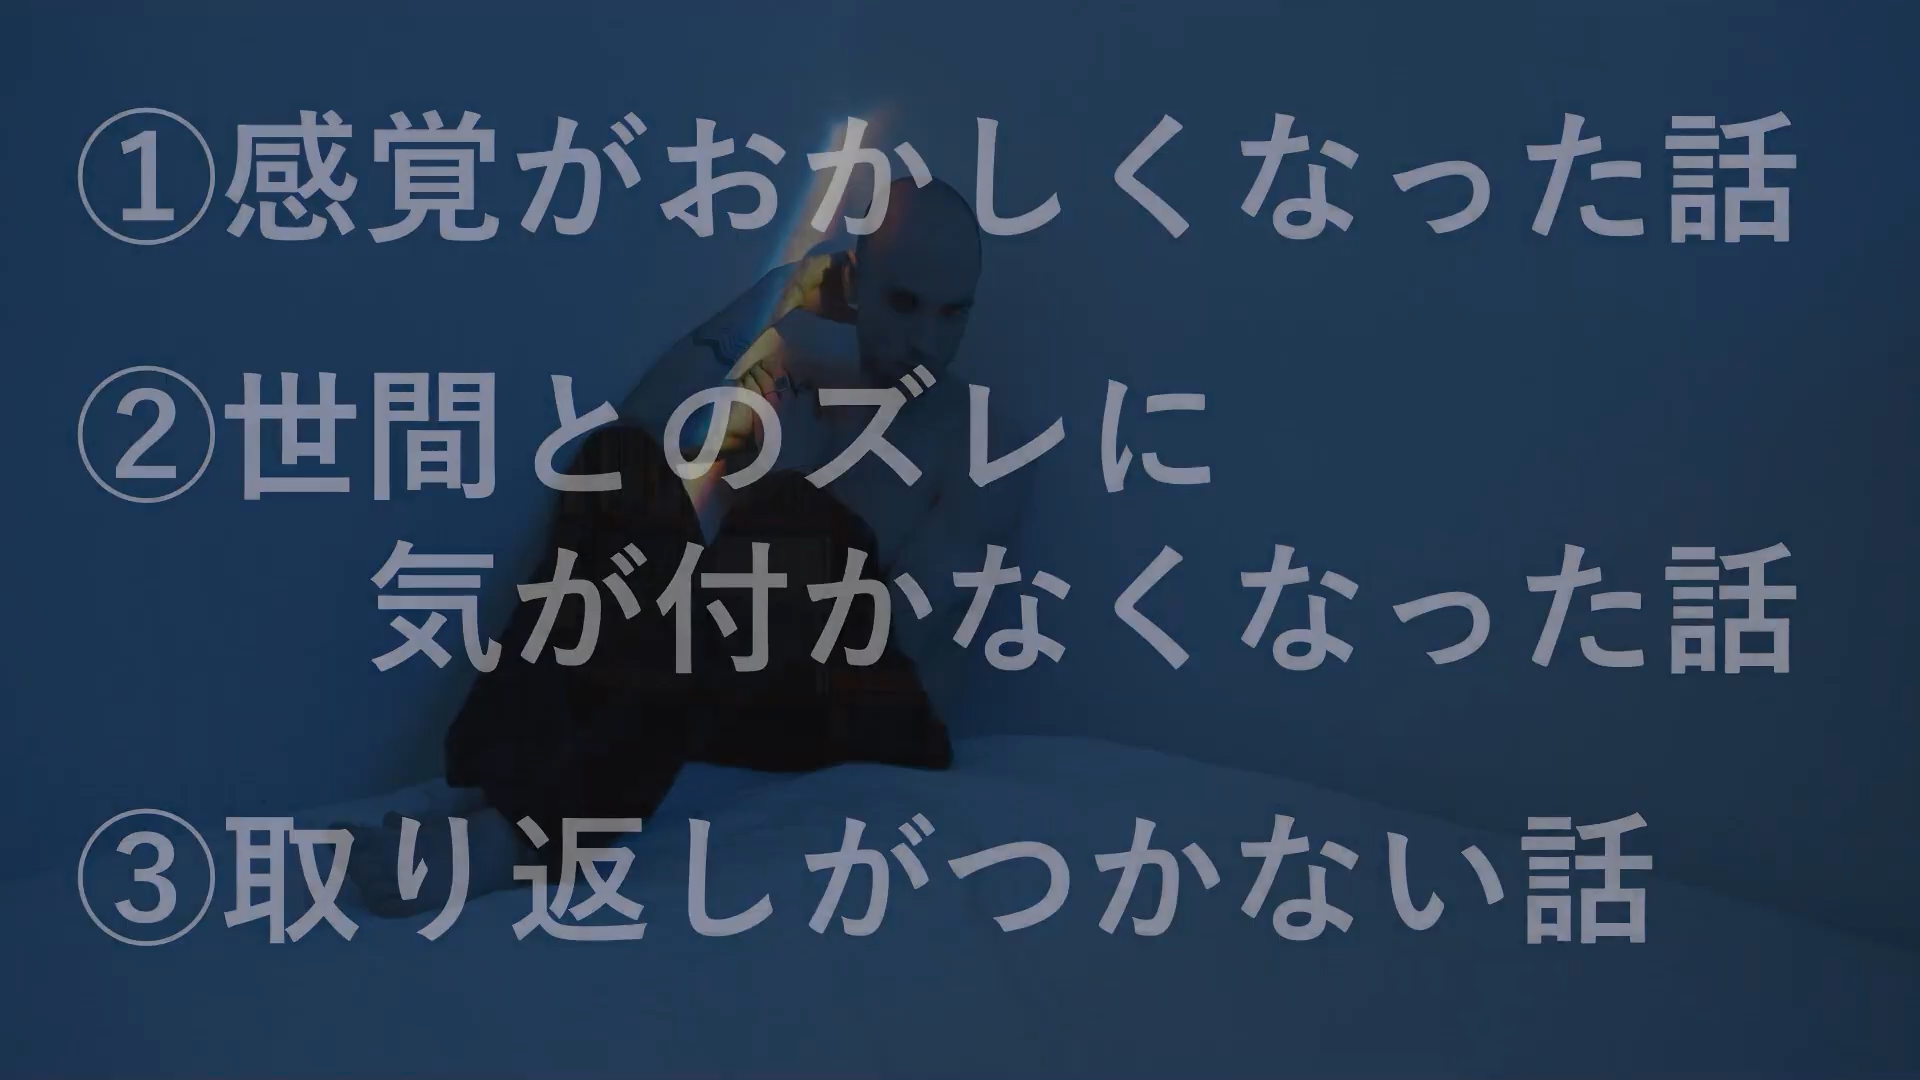 ①感覚がおかしくなった話
②世間とのズレに
気が付かなくなった話
③取り返しがつかない話